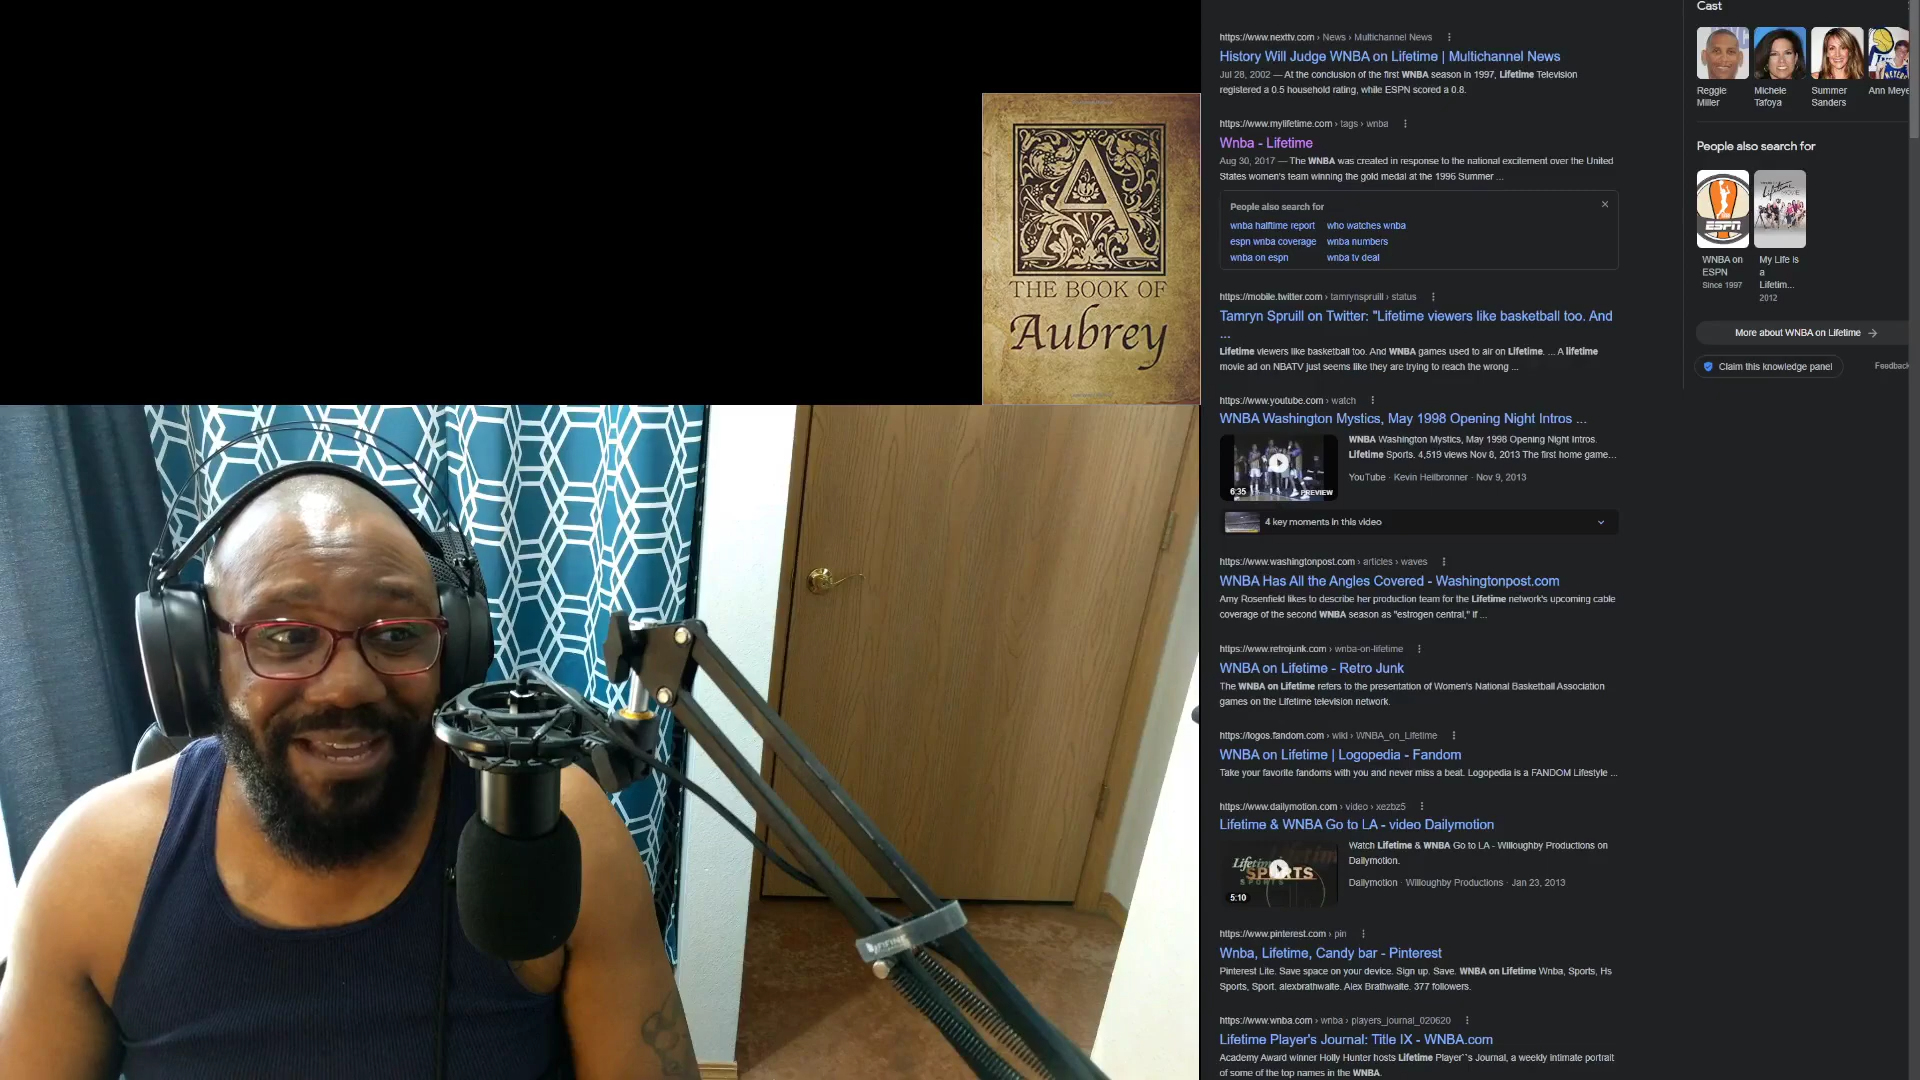 A
THE BOOK OF
Aubrey
https://www.nexttv.com › News › Multichannel News
History Will Judge WNBA on Lifetime | Multichannel News
Jul 28, 2002 — At the conclusion of the first WNBA season in 1997, Lifetime Television
registered a 0.5 household rating, while ESPN scored a 0.8.
https://www.mylifetime.com › tags › wnba
Wnba - Lifetime
Aug 30, 2017 — The WNBA was created in response to the national excitement over the United
States women's team winning the gold medal at the 1996 Summer ...
People also search for
wnba halftime report who watches wnba
espn wnba coverage wnba numbers
wnba on espn wnba tv deal
https://mobile.twitter.com › tamrynspruill › status
Tamryn Spruill on Twitter: "Lifetime viewers like basketball too. And
...
Lifetime viewers like basketball too. And WNBA games used to air on Lifetime. ... A lifetime
movie ad on NBATV just seems like they are trying to reach the wrong ...
https://www.youtube.com › watch
WNBA Washington Mystics, May 1998 Opening Night Intros ...
WNBA Washington Mystics, May 1998 Opening Night Intros.
Lifetime Sports. 4,519 views Nov 8, 2013 The first home game...
YouTube · Kevin Heilbronner · Nov 9, 2013
6:35
PREVIEW
4 key moments in this video
https://www.washingtonpost.com › articles › waves
WNBA Has All the Angles Covered - Washingtonpost.com
Amy Rosenfield likes to describe her production team for the Lifetime network's upcoming cable
coverage of the second WNBA season as "estrogen central," if ...
https://www.retrojunk.com › wnba-on-lifetime
WNBA on Lifetime - Retro Junk
The WNBA on Lifetime refers to the presentation of Women's National Basketball Association
games on the Lifetime television network.
https://logos.fandom.com › wiki › WNBA_on_Lifetime
WNBA on Lifetime | Logopedia - Fandom
Take your favorite fandoms with you and never miss a beat. Logopedia is a FANDOM Lifestyle ...
https://www.dailymotion.com › video › xezbz5
Lifetime & WNBA Go to LA - video Dailymotion
Watch Lifetime & WNBA Go to LA - Willoughby Productions on
Dailymotion.
Dailymotion · Willoughby Productions · Jan 23, 2013
Lifetime
SPORTS
5:10
https://www.pinterest.com › pin
Wnba, Lifetime, Candy bar - Pinterest
Pinterest Lite. Save space on your device. Sign up. Save. WNBA on Lifetime Wnba, Sports, Hs
Sports, Sport. alexbrathwaite. Alex Brathwaite. 377 followers.
https://www.wnba.com › wnba › players_journal_020620
Lifetime Player's Journal: Title IX - WNBA.com
Academy Award winner Holly Hunter hosts Lifetime Player''s Journal, a weekly intimate portrait
of some of the top names in the WNBA.
Cast
Reggie
Miller
Michele
Tafoya
Summer
Sanders
Ann Meye
People also search for
ESPN
Lifetime
WNBA on
ESPN
Since 1997
My Life is
a
Lifetim...
2012
More about WNBA on Lifetime
Claim this knowledge panel
Feedback